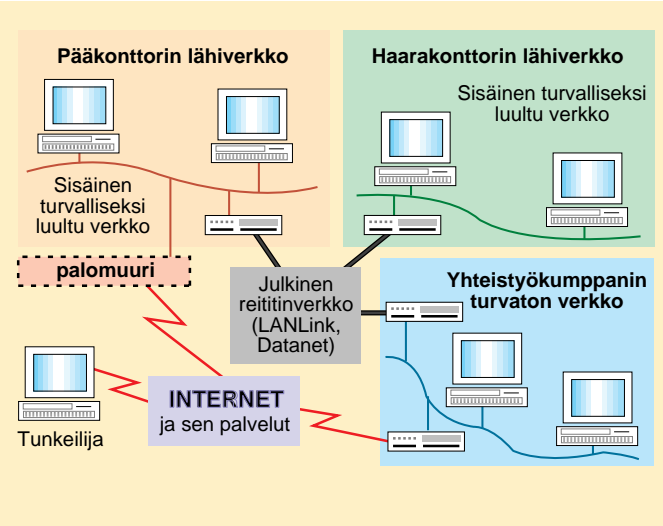 Pääkonttorin lähiverkko
Sisäinen
turvalliseksi
luultu verkko
Haarakonttorin lähiverkko
Sisäinen turvalliseksi
luultu verkko
palomuuri
Julkinen
reititinverkko
(LANLink,
Datanet)
Yhteistyökumppanin
turvaton verkko
Tunkeilija
INTERNET
ja sen palvelut